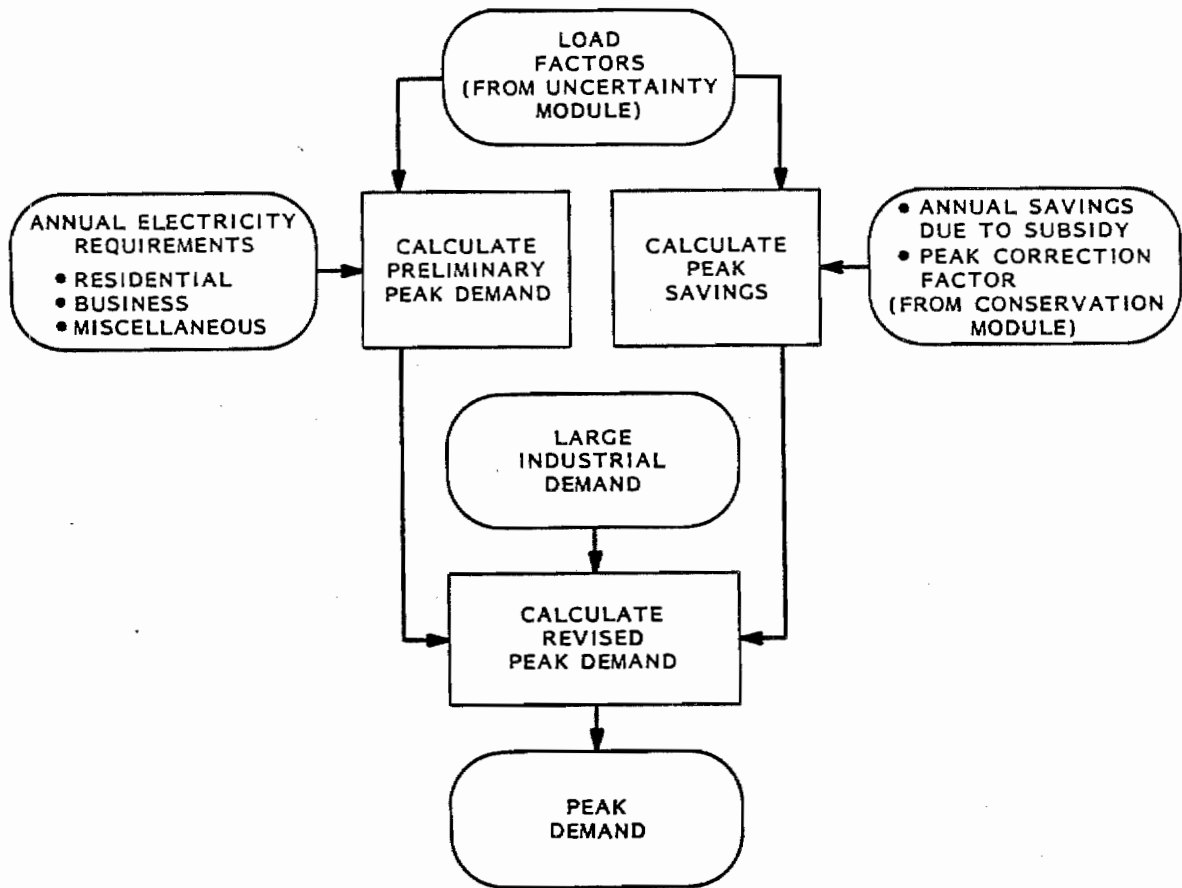 LOAD
FACTORS
(FROM UNCERTAINTY
MODULE)
ANNUAL ELECTRICITY
REQUIREMENTS
• RESIDENTIAL
• BUSINESS
• MISCELLANEOUS
CALCULATE
PRELIMINARY
PEAK DEMAND
CALCULATE
PEAK
SAVINGS
• ANNUAL SAVINGS
DUE TO SUBSIDY
• PEAK CORRECTION
FACTOR
(FROM CONSERVATION
MODULE)
LARGE
INDUSTRIAL
DEMAND
CALCULATE
REVISED
PEAK DEMAND
PEAK
DEMAND